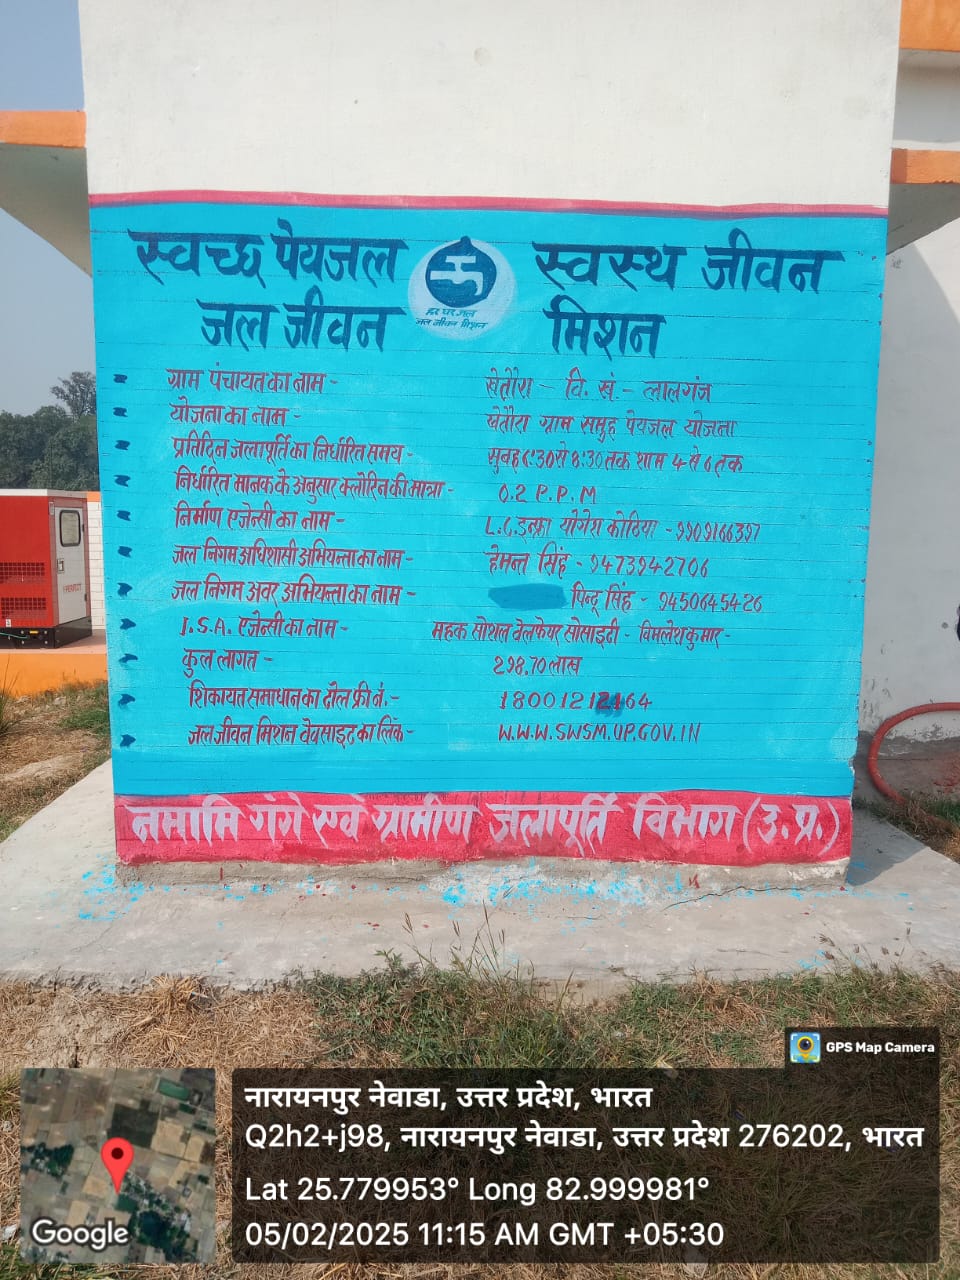 स्वच्छ पेयजल स्वस्थ जीवन
जल जीवन मिशन
हर घर जल
जल जीवन मिशन
ग्राम पंचायत का नाम - खेतौरा - वि. खं. - लालगंज
योजना का नाम - खेतौरा ग्राम समुह पेयजल योजना
प्रतिदिन जलापूर्ति का निर्धारित समय - सुबह 6:30 से 8:30 तक शाम 4 से 6 तक
निर्धारित मानक के अनुसार क्लोरिन की मात्रा - 0.2 P.P.M
निर्माण एजेन्सी का नाम - L.C. इन्फ्रा योगेश कोठिया - 9909166397
जल निगम अधिशासी अभियन्ता का नाम - हेमन्त सिंह - 9473942706
जल निगम अवर अभियन्ता का नाम - पिन्टू सिंह - 9450645426
I.S.A. एजेन्सी का नाम - महक सोशल वेलफेयर सोसाइटी - विमलेश कुमार -
कुल लागत - 298.70 लाख
शिकायत समाधान का टोल फ्री नं. - 18001212164
जल जीवन मिशन वेवसाइट का लिंक - W.W.W.SWSM.UP.GOV.IN
नमामि गंगे एवं ग्रामीण जलापूर्ति विभाग (उ.प्र.)
GPS Map Camera
नारायनपुर नेवाडा, उत्तर प्रदेश, भारत
Q2h2+j98, नारायनपुर नेवाडा, उत्तर प्रदेश 276202, भारत
Lat 25.779953° Long 82.999981°
05/02/2025 11:15 AM GMT +05:30
Google